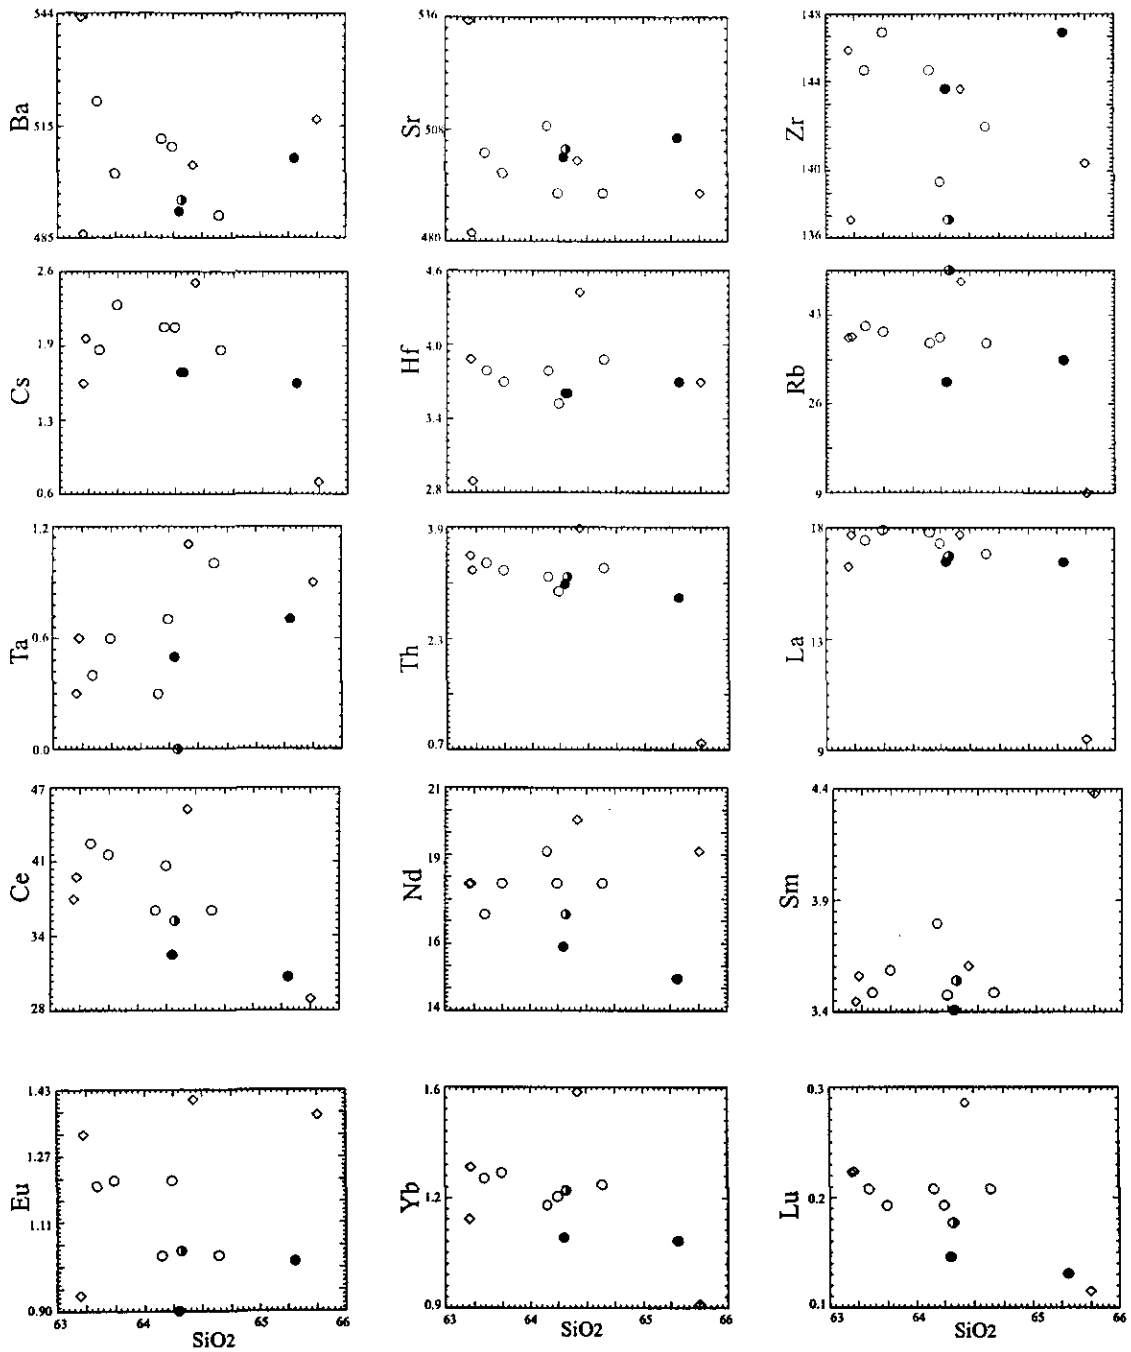 544
515
485
Ba
516
508
480
Sr
148
144
140
136
Zr
2.6
1.9
1.3
0.6
Cs
4.6
4.0
3.4
2.8
Hf
43
26
9
Rb
1.2
0.6
0.0
Ta
3.9
2.3
0.7
Th
18
13
9
La
47
41
34
28
Ce
21
19
16
14
Nd
4.4
3.9
3.4
Sm
1.43
1.27
1.11
0.90
Eu
63 64 65 66
SiO2
1.6
1.2
0.9
Yb
63 64 65 66
SiO2
0.3
0.2
0.1
Lu
63 64 65 66
SiO2